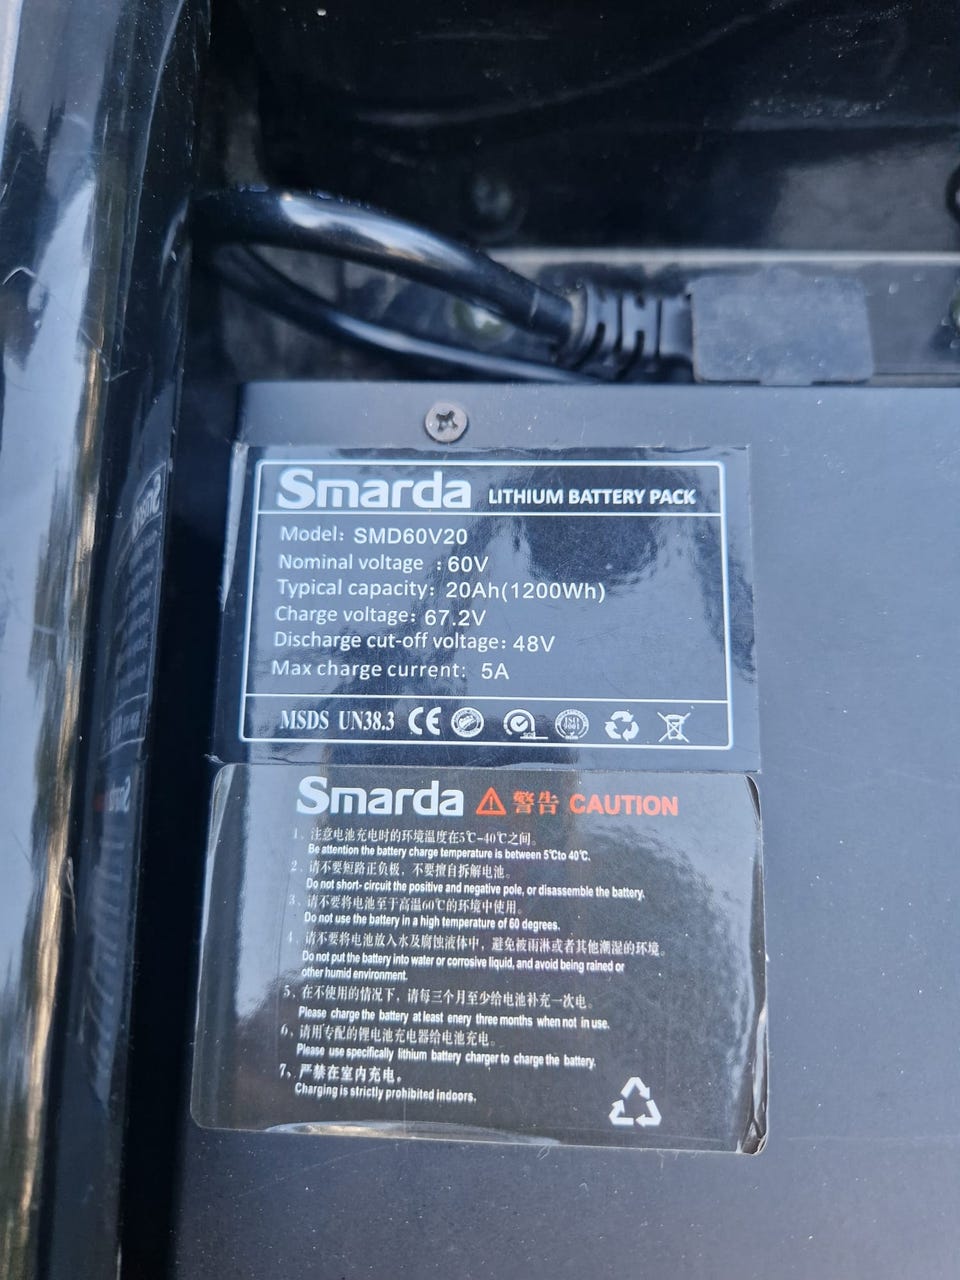 Smarda LITHIUM BATTERY PACK
Model: SMD60V20
Nominal voltage : 60V
Typical capacity: 20Ah(1200Wh)
Charge voltage: 67.2V
Discharge cut-off voltage: 48V
Max charge current: 5A
MSDS UN38.3 CE ISO 9001
Smarda 警告 CAUTION
1、注意电池充电时的环境温度在5℃-40℃之间。
Be attention the battery charge temperature is between 5℃to 40℃.
2、请不要短路正负极，不要擅自拆解电池。
Do not short- circuit the positive and negative pole, or disassemble the battery.
3、请不要将电池至于高温60℃的环境中使用。
Do not use the battery in a high temperature of 60 degrees.
4、请不要将电池放入水及腐蚀液体中，避免被雨淋或者其他潮湿的环境。
Do not put the battery into water or corrosive liquid, and avoid being rained or
other humid environment.
5、在不使用的情况下，请每三个月至少给电池补充一次电。
Please charge the battery at least enery three months when not in use.
6、请用专配的锂电池充电器给电池充电。
Please use specifically lithium battery charger to charge the battery.
7、严禁在室内充电。
Charging is strictly prohibited indoors.